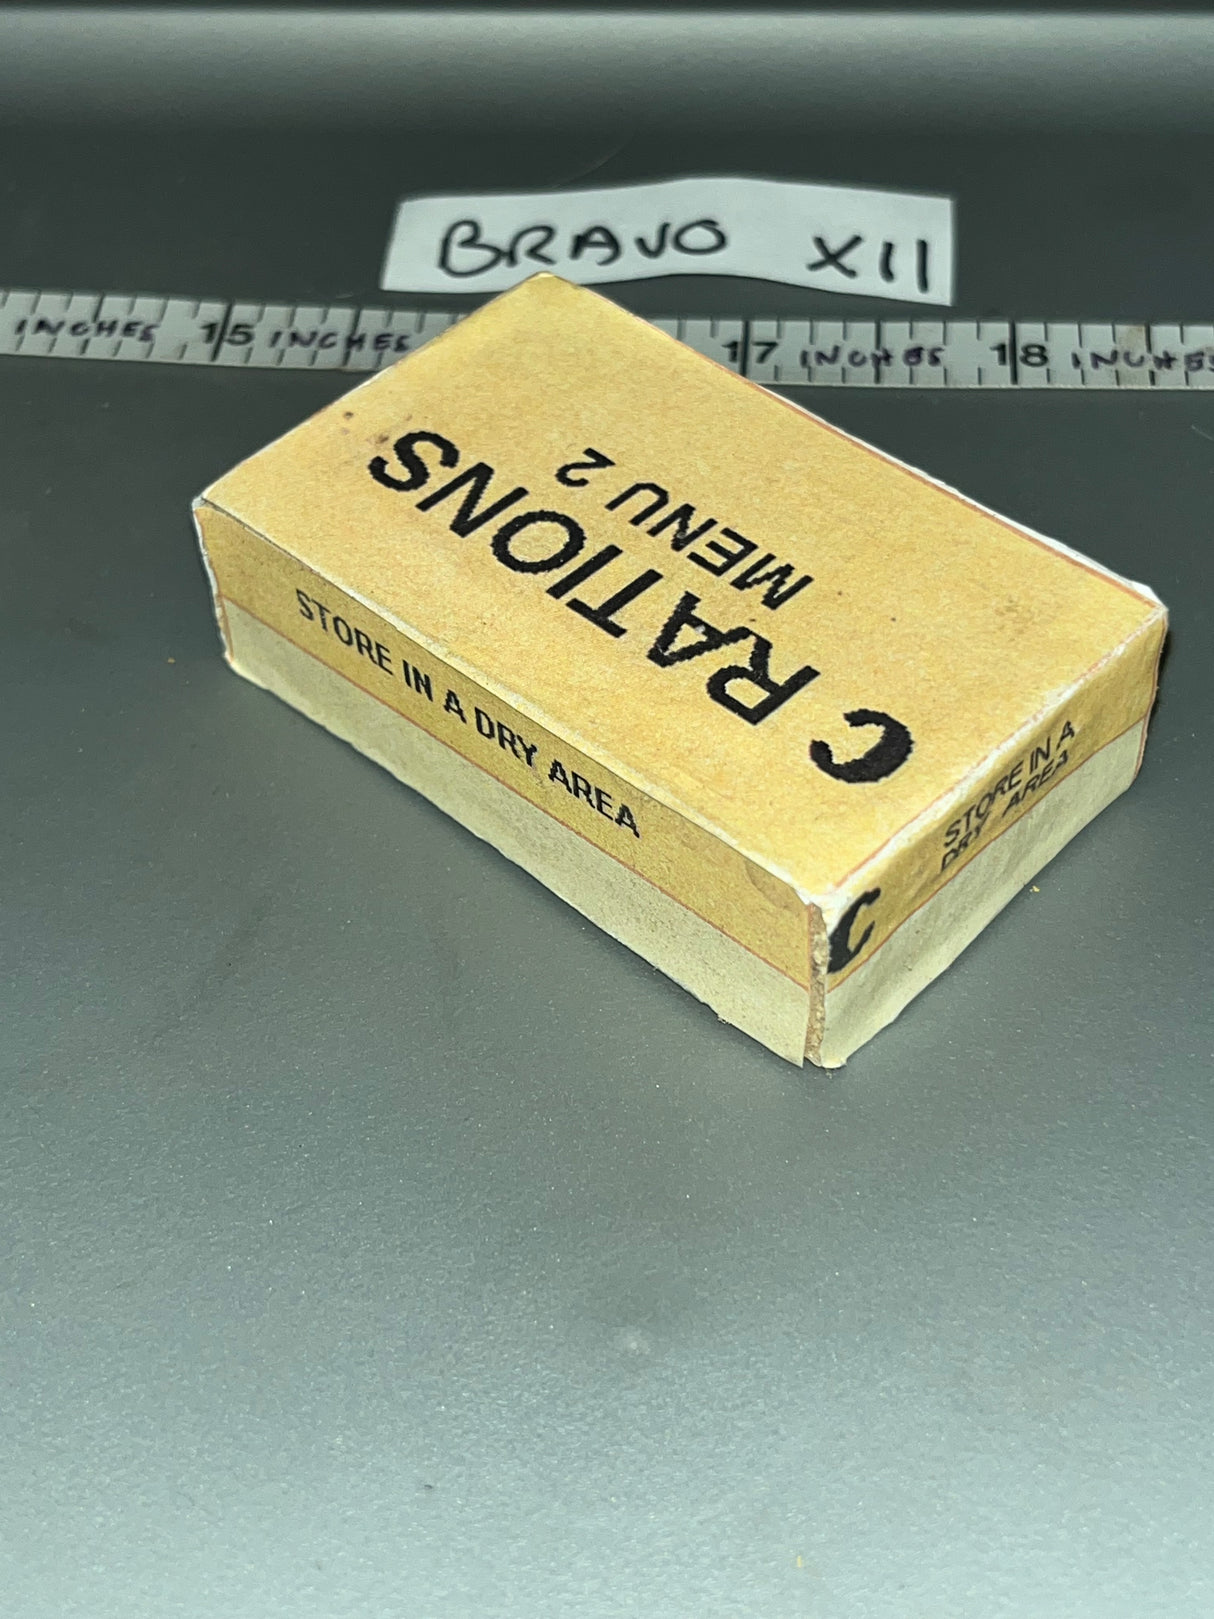 BRAVO XII
INCHES 15 INCHES 17 INCHES 18 INCHES
C RATIONS
MENU 2
STORE IN A DRY AREA
C
STORE IN A
DRY AREA